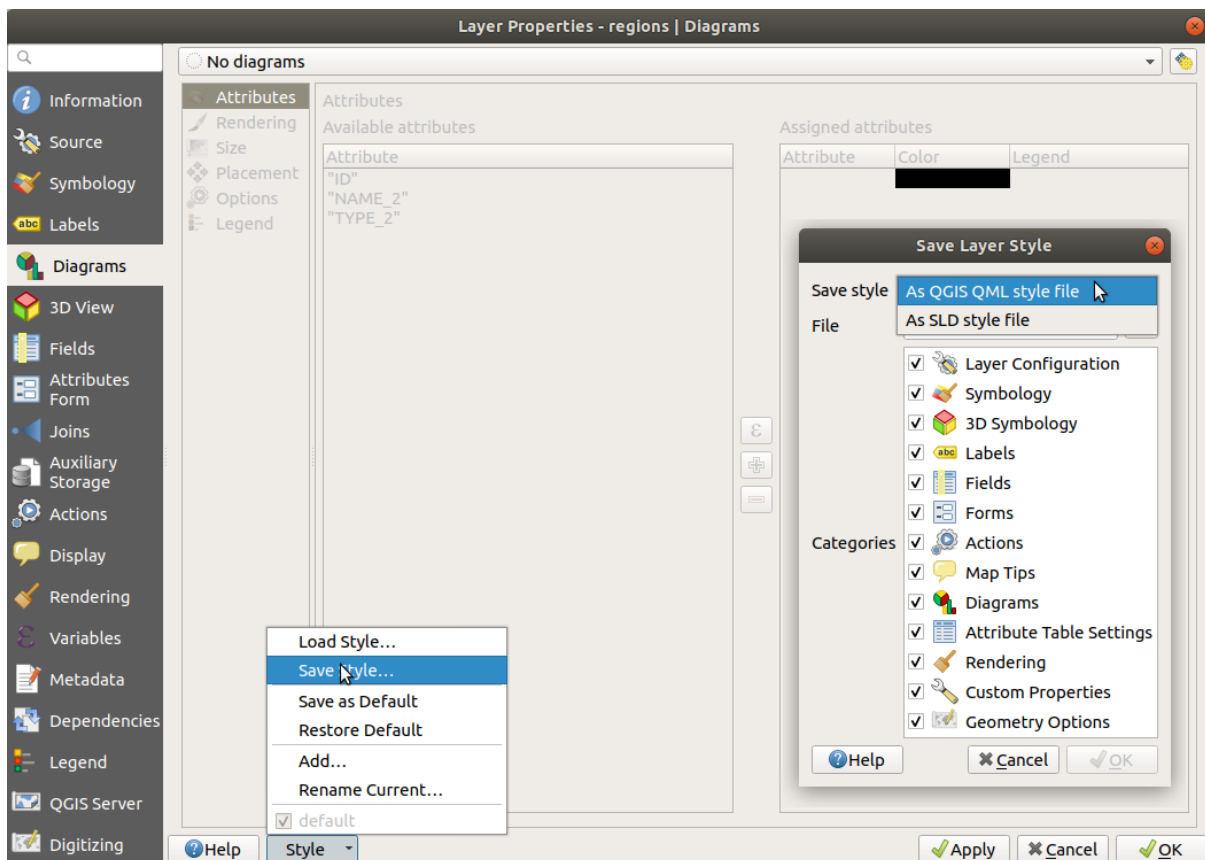 Layer Properties - regions | Diagrams
No diagrams
Information
Source
Symbology
Labels
Diagrams
3D View
Fields
Attributes
Form
Joins
Auxiliary
Storage
Actions
Display
Rendering
Variables
Metadata
Dependencies
Legend
QGIS Server
Digitizing
Attributes
Rendering
Size
Placement
Options
Legend
Attributes
Available attributes
Attribute
"ID"
"NAME_2"
"TYPE_2"
Assigned attributes
Attribute Color Legend
Save Layer Style
Save style As QGIS QML style file
As SLD style file
File
Categories
Layer Configuration
Symbology
3D Symbology
abc Labels
Fields
Forms
Actions
Map Tips
Diagrams
Attribute Table Settings
Rendering
Custom Properties
Geometry Options
Help Cancel OK
Load Style...
Save Style...
Save as Default
Restore Default
Add...
Rename Current...
default
Help Style Apply Cancel OK